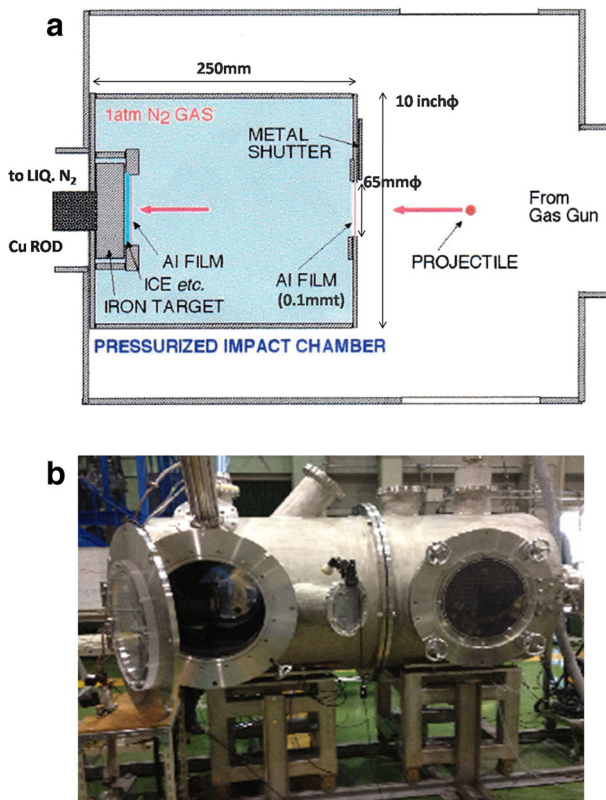 a
250mm
10 inchϕ
1atm N₂ GAS
METAL
SHUTTER
to LIQ. N₂
65mmϕ
From
Gas Gun
Cu ROD
Al FILM
ICE etc.
IRON TARGET
Al FILM
(0.1mmt)
PROJECTILE
PRESSURIZED IMPACT CHAMBER
b